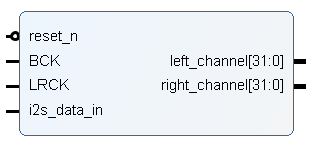 reset_n
BCK
left_channel[31:0]
LRCK
right_channel[31:0]
i2s_data_in